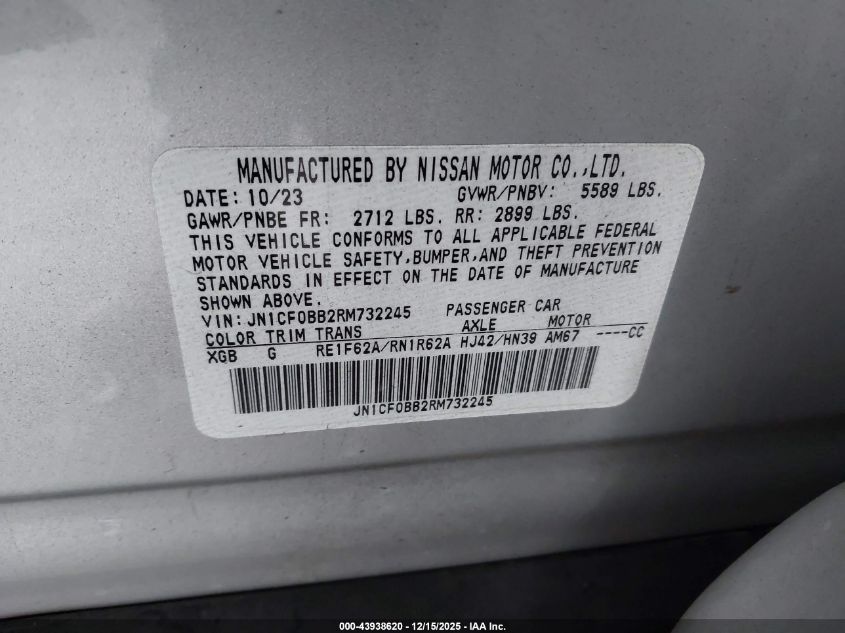 MANUFACTURED BY NISSAN MOTOR CO.,LTD.
DATE: 10/23 GVWR/PNBV: 5589 LBS.
GAWR/PNBE FR: 2712 LBS. RR: 2899 LBS.
THIS VEHICLE CONFORMS TO ALL APPLICABLE FEDERAL
MOTOR VEHICLE SAFETY,BUMPER,AND THEFT PREVENTION
STANDARDS IN EFFECT ON THE DATE OF MANUFACTURE
SHOWN ABOVE.
VIN: JN1CF0BB2RM732245 PASSENGER CAR
COLOR TRIM TRANS AXLE MOTOR
XGB G RE1F62A/RN1R62A HJ42/HN39 AM67 ----CC
JN1CF0BB2RM732245
000-43938620 - 12/15/2025 - IAA Inc.